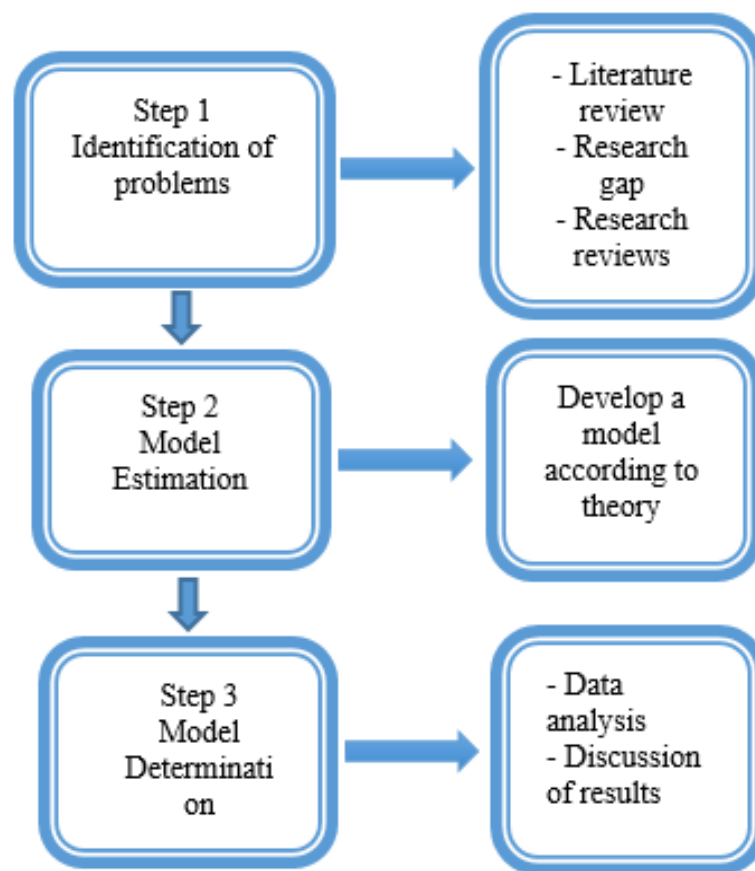 Step 1
Identification of
problems
- Literature
review
- Research
gap
- Research
reviews
Step 2
Model
Estimation
Develop a
model
according to
theory
Step 3
Model
Determinati
on
- Data
analysis
- Discussion
of results